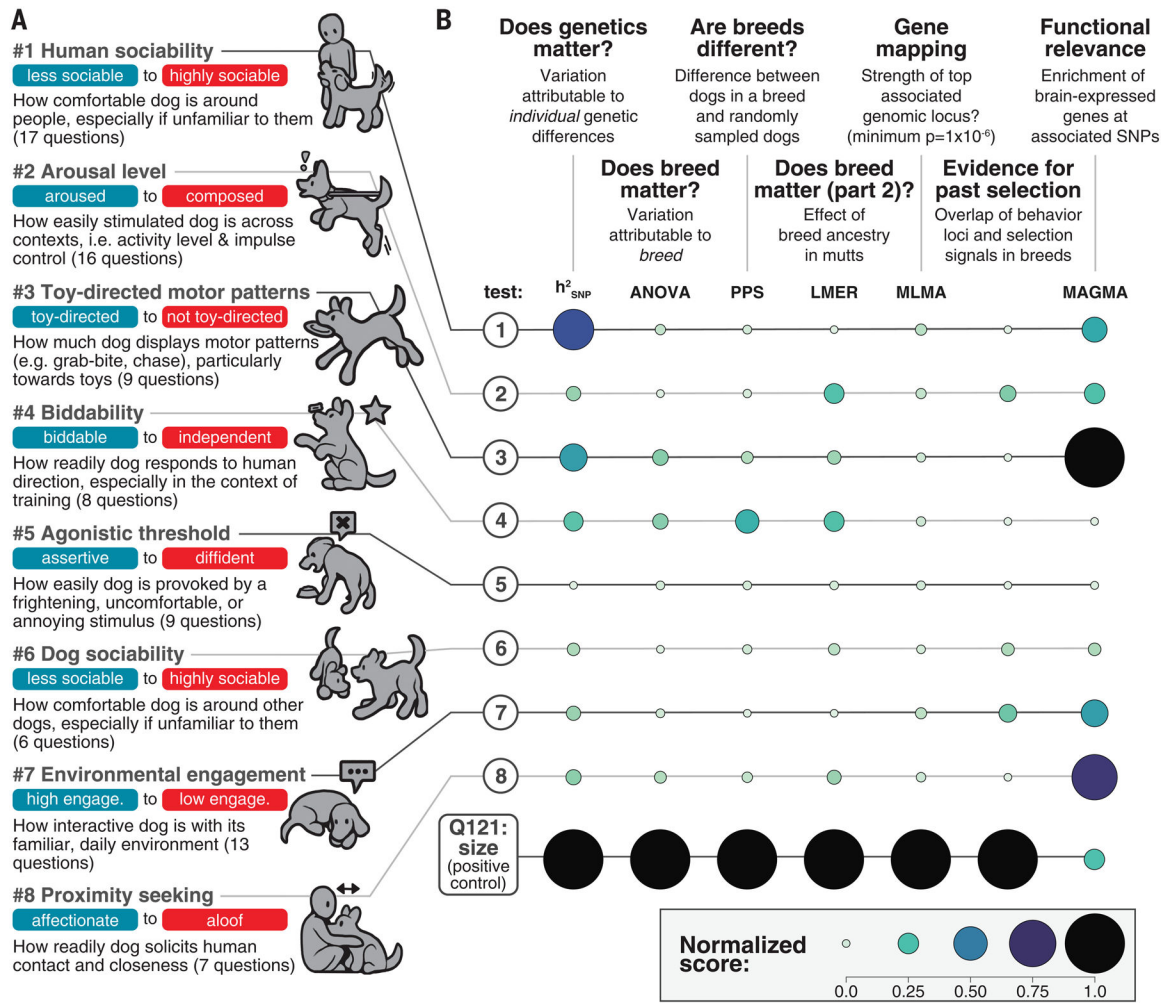 A
#1 Human sociability
less sociable to highly sociable
How comfortable dog is around
people, especially if unfamiliar to them
(17 questions)
#2 Arousal level
aroused to composed
How easily stimulated dog is across
contexts, i.e. activity level & impulse
control (16 questions)
#3 Toy-directed motor patterns
toy-directed to not toy-directed
How much dog displays motor patterns
(e.g. grab-bite, chase), particularly
towards toys (9 questions)
#4 Biddability
biddable to independent
How readily dog responds to human
direction, especially in the context of
training (8 questions)
#5 Agonistic threshold
assertive to diffident
How easily dog is provoked by a
frightening, uncomfortable, or
annoying stimulus (9 questions)
#6 Dog sociability
less sociable to highly sociable
How comfortable dog is around other
dogs, especially if unfamiliar to them
(6 questions)
#7 Environmental engagement
high engage. to low engage.
How interactive dog is with its
familiar, daily environment (13
questions)
#8 Proximity seeking
affectionate to aloof
How readily dog solicits human
contact and closeness (7 questions)
B
Does genetics
matter?
Variation
attributable to
individual genetic
differences
Are breeds
different?
Difference between
dogs in a breed
and randomly
sampled dogs
Gene
mapping
Strength of top
associated
genomic locus?
(minimum p=1x10⁻⁶)
Functional
relevance
Enrichment of
brain-expressed
genes at
associated SNPs
Does breed
matter?
Variation
attributable to
breed
Does breed
matter (part 2)?
Effect of
breed ancestry
in mutts
Evidence for
past selection
Overlap of behavior
loci and selection
signals in breeds
test: h²SNP ANOVA PPS LMER MLMA MAGMA
1
2
3
4
5
6
7
8
Q121:
size
(positive
control)
Normalized
score:
0.0 0.25 0.50 0.75 1.0